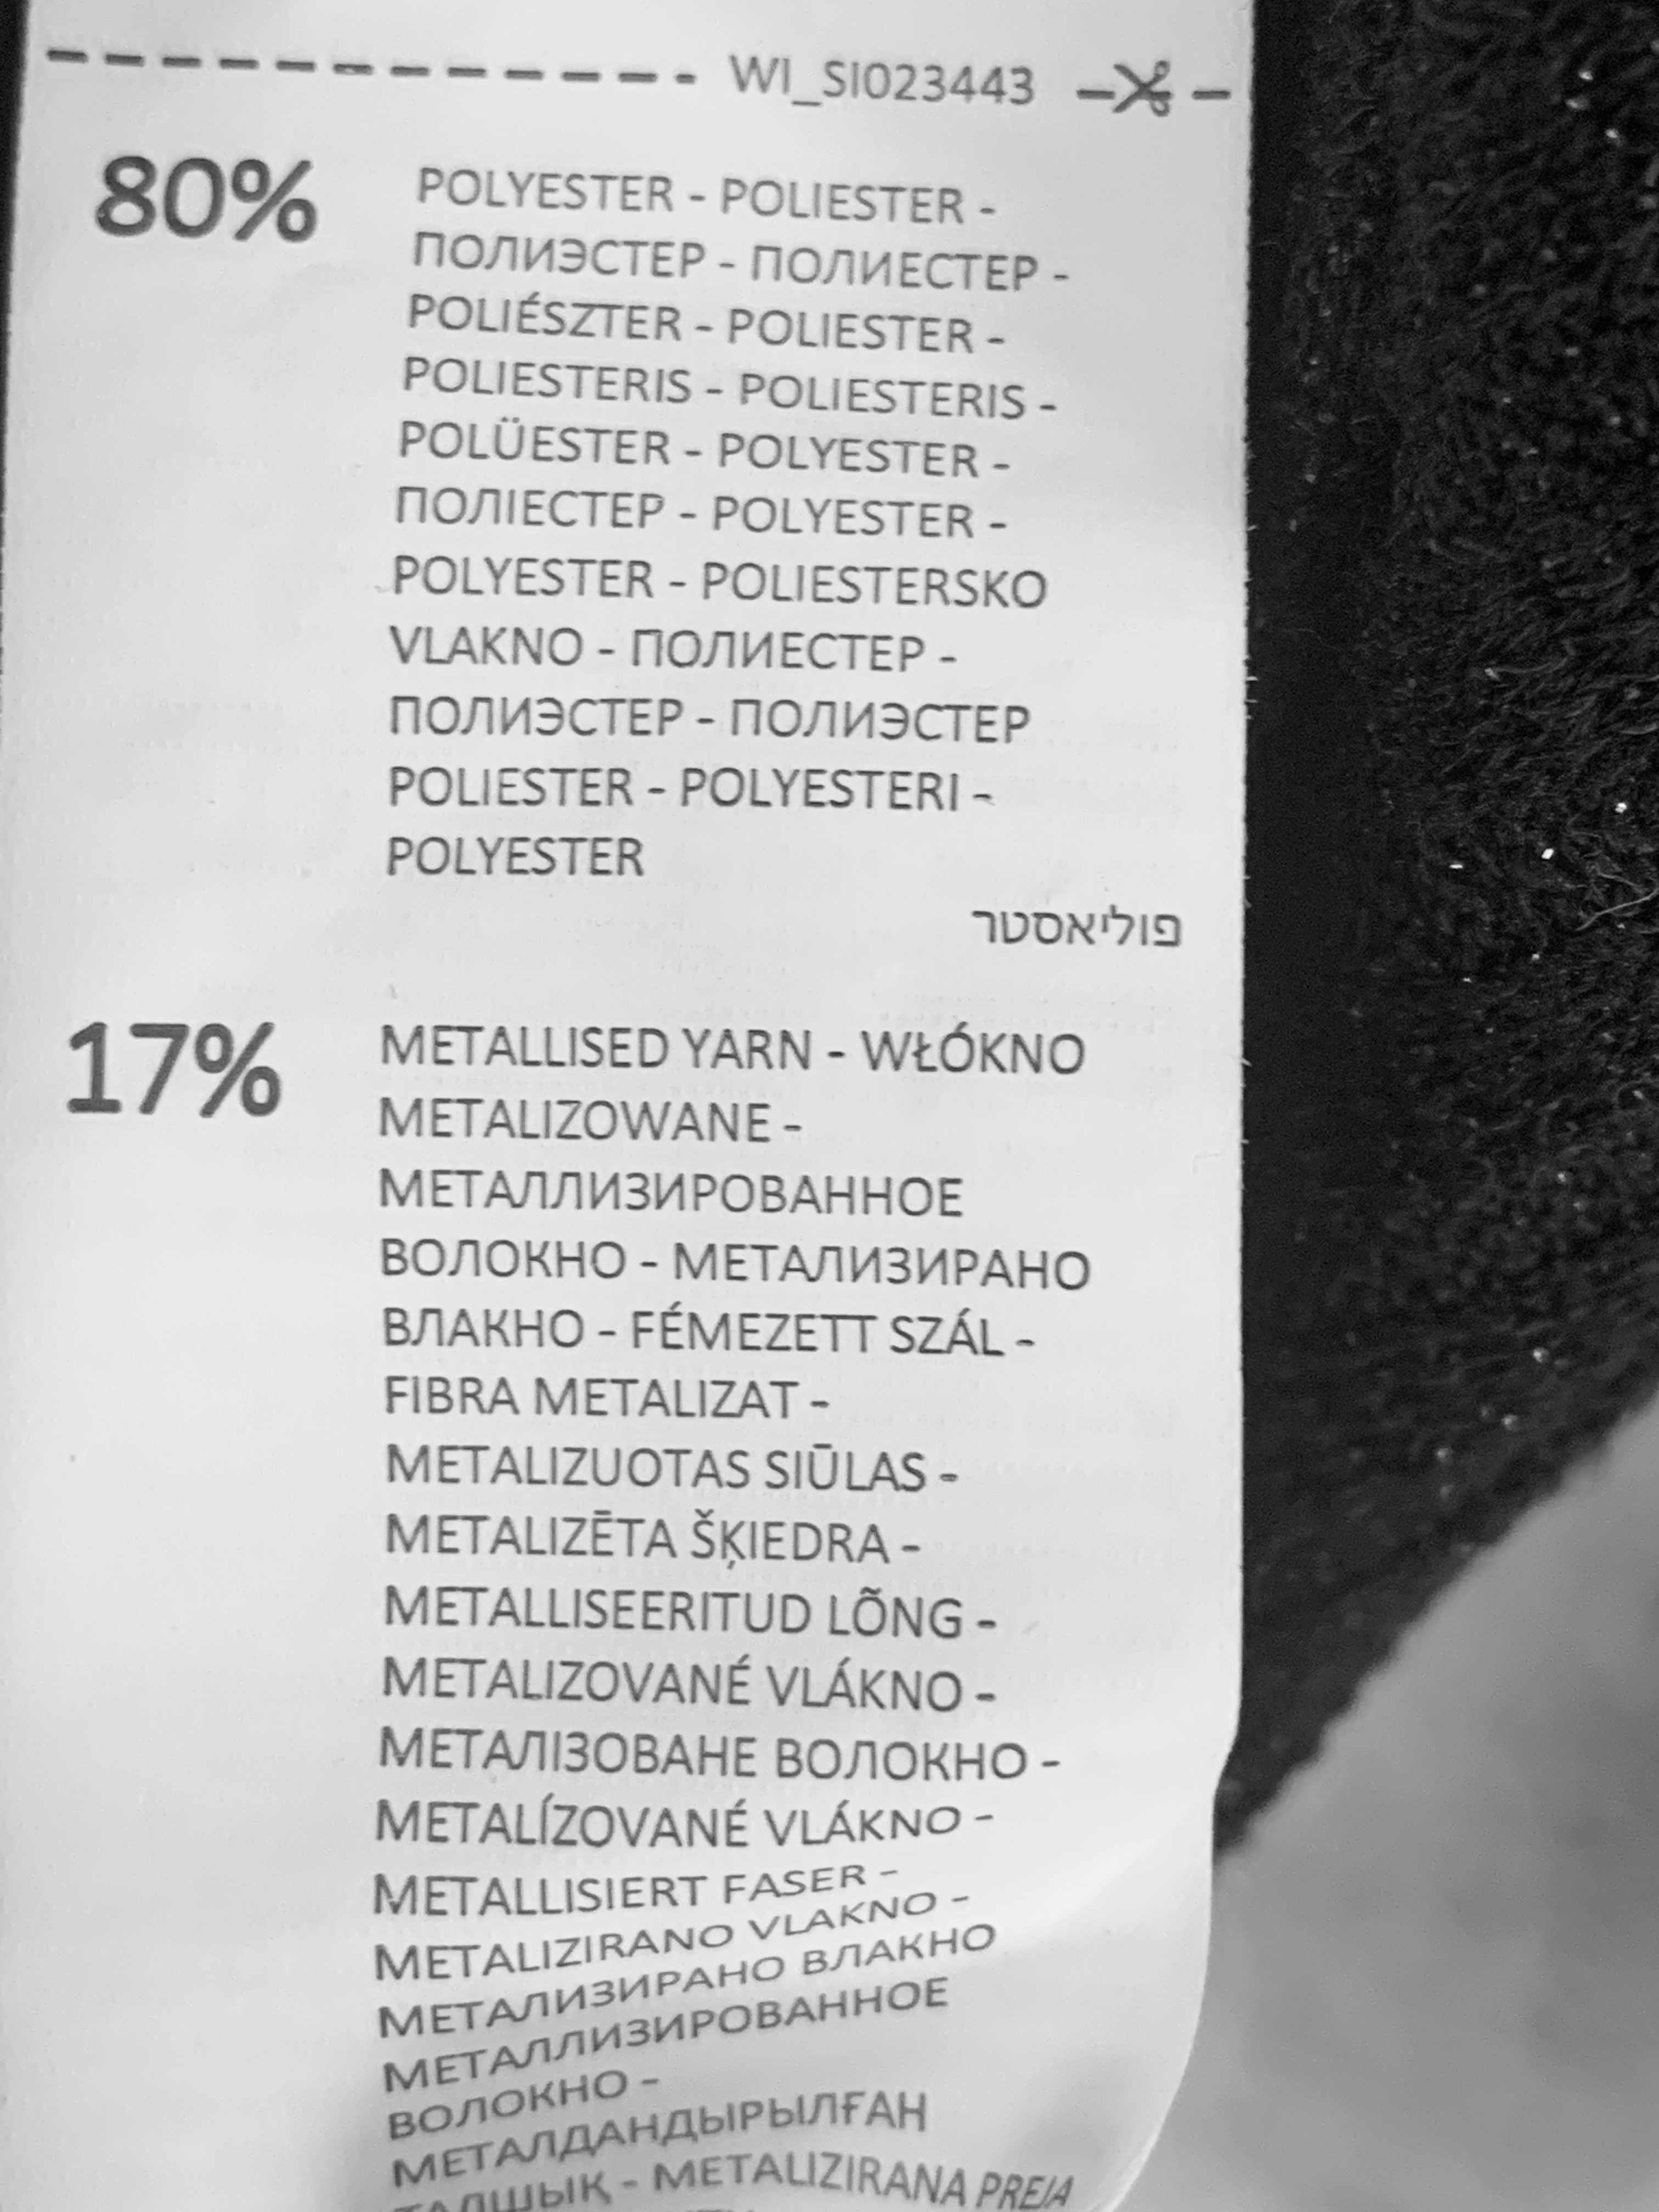 WI_SI023443
80%
POLYESTER - POLIESTER -
ПОЛИЭСТЕР - ПОЛИЕСТЕР -
POLIÉSZTER - POLIESTER -
POLIESTERIS - POLIESTERIS -
POLÜESTER - POLYESTER -
ПОЛІЕСТЕР - POLYESTER -
POLYESTER - POLIESTERSKO
VLAKNO - ПОЛИЕСТЕР -
ПОЛИЭСТЕР - ПОЛИЭСТЕР
POLIESTER - POLYESTERI -
POLYESTER
פוליאסטר
17%
METALLISED YARN - WŁÓKNO
METALIZOWANE -
МЕТАЛЛИЗИРОВАННОЕ
ВОЛОКНО - МЕТАЛИЗИРАНО
ВЛАКНО - FÉMEZETT SZÁL -
FIBRA METALIZAT -
METALIZUOTAS SIŪLAS -
METALIZĒTA ŠĶIEDRA -
METALLISEERITUD LÕNG -
METALIZOVANÉ VLÁKNO -
МЕТАЛІЗОВАНЕ ВОЛОКНО -
METALÍZOVANÉ VLÁKNO -
METALLISIERT FASER -
METALIZIRANO VLAKNO -
МЕТАЛИЗИРАНО ВЛАКНО
МЕТАЛЛИЗИРОВАННОЕ
ВОЛОКНО -
МЕТАЛДАНДЫРЫЛҒАН
ТАЛШЫҚ - METALIZIRANA PREJA